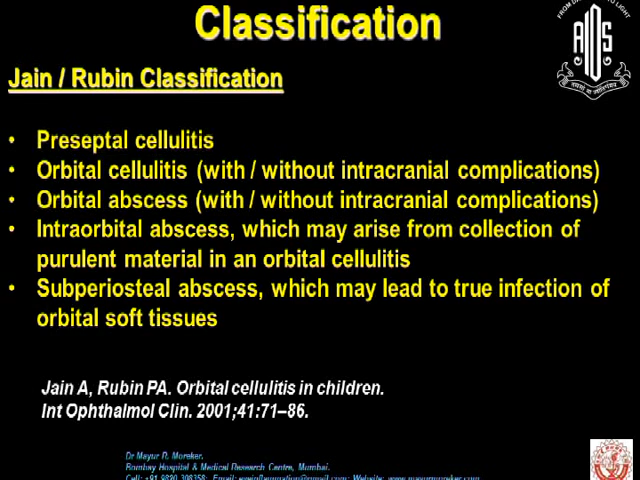 Classification
Jain / Rubin Classification
• Preseptal cellulitis
• Orbital cellulitis (with / without intracranial complications)
• Orbital abscess (with / without intracranial complications)
• Intraorbital abscess, which may arise from collection of
purulent material in an orbital cellulitis
• Subperiosteal abscess, which may lead to true infection of
orbital soft tissues
Jain A, Rubin PA. Orbital cellulitis in children.
Int Ophthalmol Clin. 2001;41:71–86.
Dr Mayur R. Moreker.
Bombay Hospital & Medical Research Centre, Mumbai.